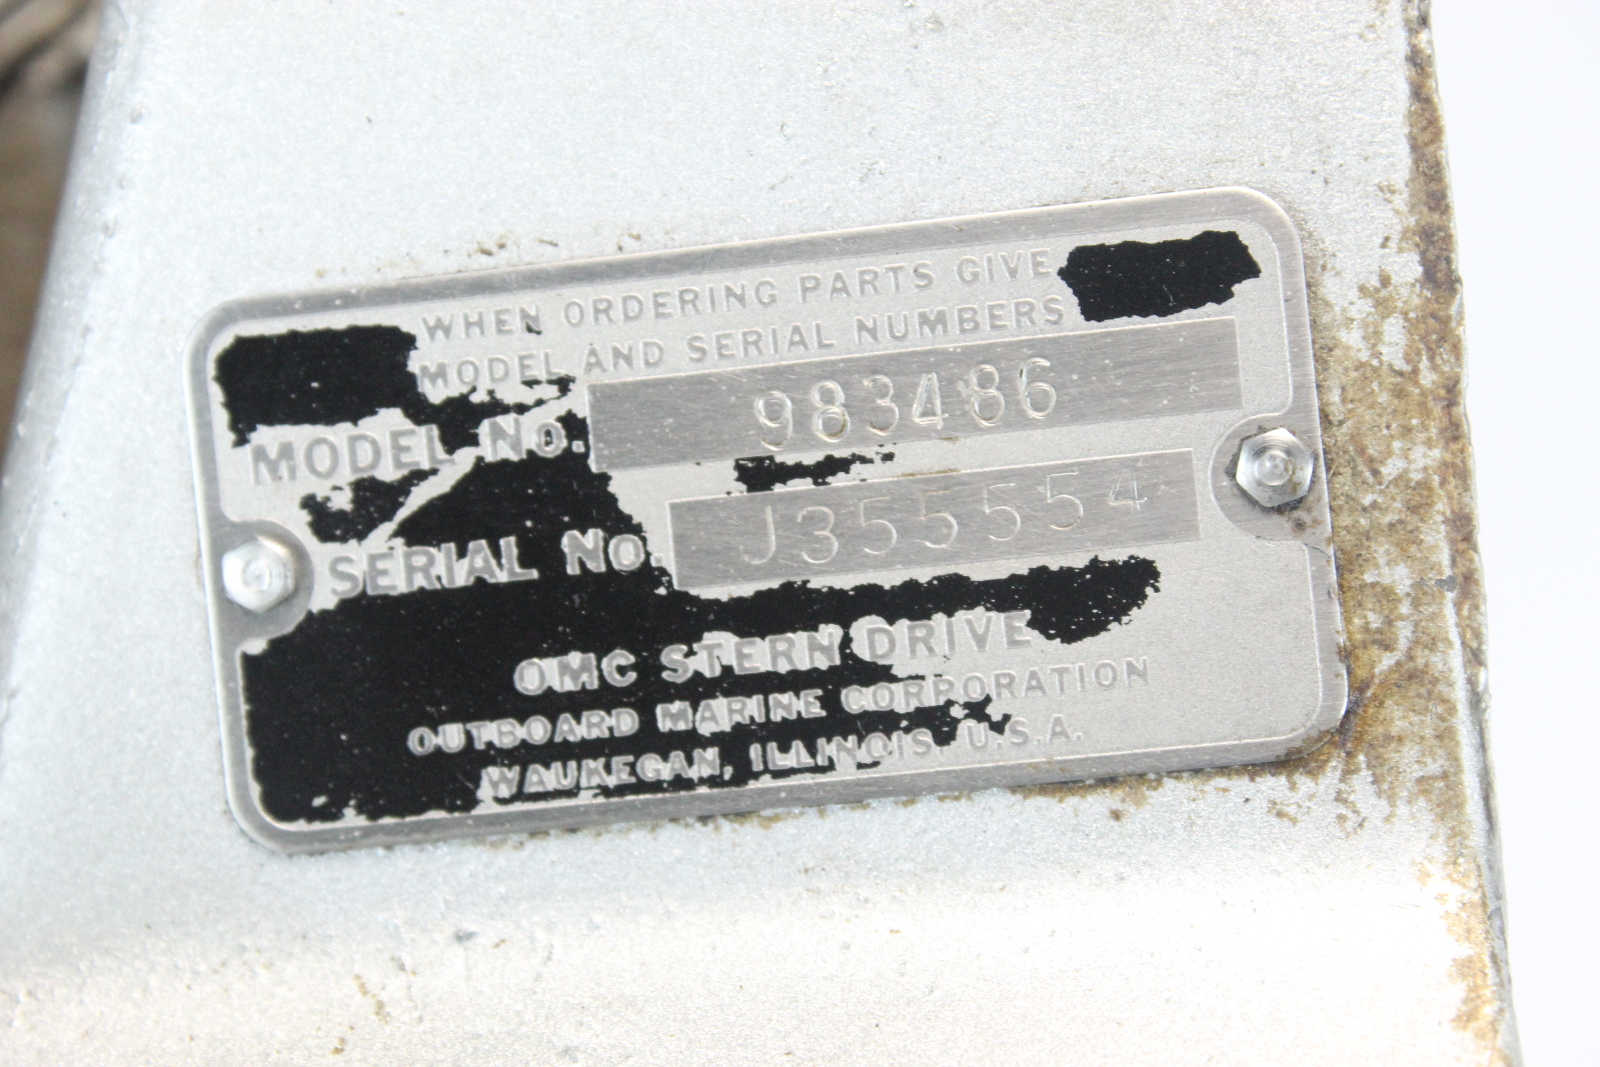 WHEN ORDERING PARTS GIVE
MODEL AND SERIAL NUMBERS
MODEL No. 983486
SERIAL No. J355554
OMC STERN DRIVE
OUTBOARD MARINE CORPORATION
WAUKEGAN, ILLINOIS, U.S.A.